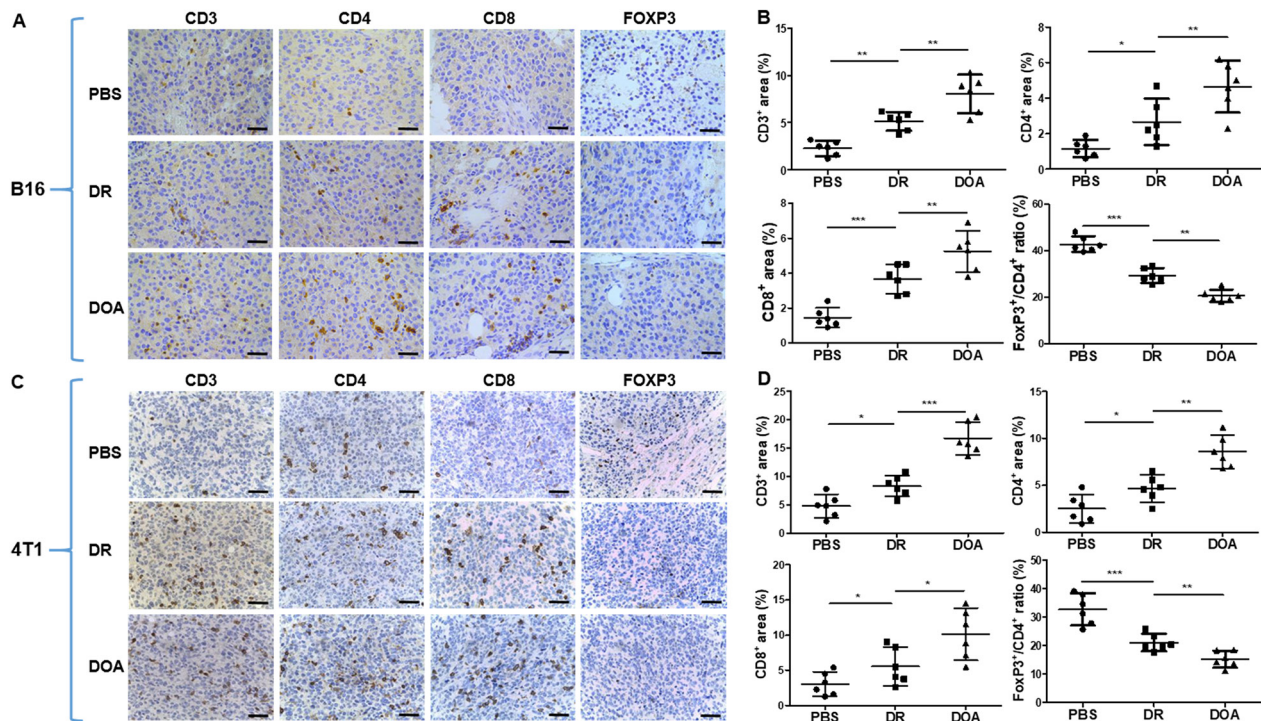 A
CD3 CD4 CD8 FOXP3
B16
PBS
DR
DOA
B
CD3⁺ area (%)
15
10
5
0
** **
PBS DR DOA
CD4⁺ area (%)
8
6
4
2
0
* **
PBS DR DOA
CD8⁺ area (%)
8
6
4
2
0
*** **
PBS DR DOA
FoxP3⁺/CD4⁺ ratio (%)
60
40
20
0
*** **
PBS DR DOA
C
CD3 CD4 CD8 FOXP3
4T1
PBS
DR
DOA
D
CD3⁺ area (%)
25
20
15
10
5
0
* ***
PBS DR DOA
CD4⁺ area (%)
15
10
5
0
* **
PBS DR DOA
CD8⁺ area (%)
20
15
10
5
0
* *
PBS DR DOA
FoxP3⁺/CD4⁺ ratio (%)
50
40
30
20
10
0
*** **
PBS DR DOA